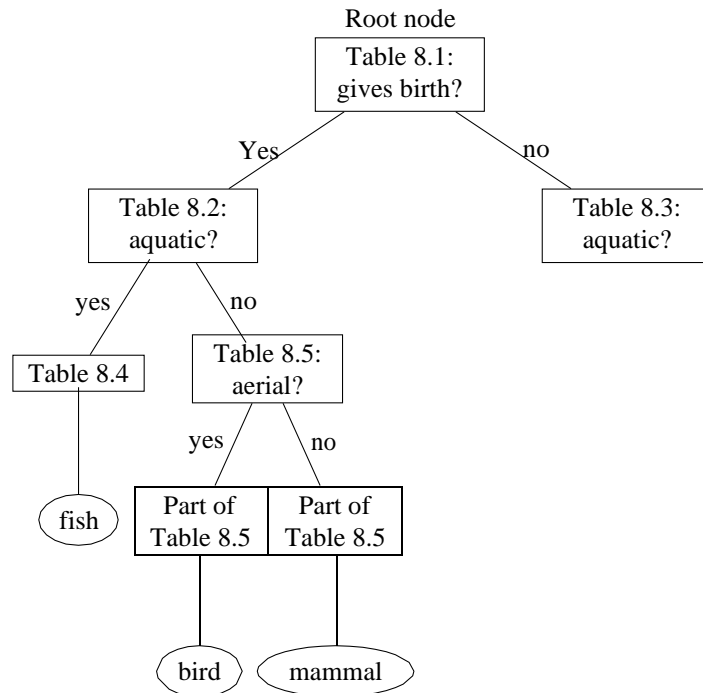 Root node
Table 8.1:
gives birth?
Yes
no
Table 8.2:
aquatic?
Table 8.3:
aquatic?
yes
no
Table 8.4
Table 8.5:
aerial?
yes
no
Part of
Table 8.5
Part of
Table 8.5
fish
bird
mammal